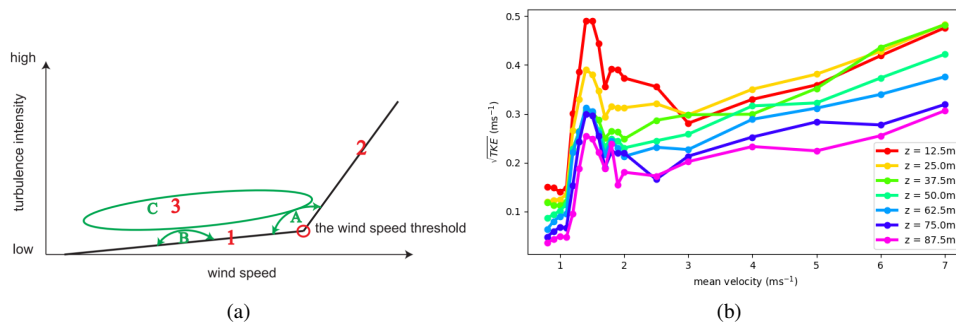 high
turbulence intensity
low
wind speed
C
3
B
1
A
2
the wind speed threshold
(a)
0.5
0.4
0.3
0.2
0.1
√TKE (ms⁻¹)
1
2
3
4
5
6
7
mean velocity (ms⁻¹)
z = 12.5m
z = 25.0m
z = 37.5m
z = 50.0m
z = 62.5m
z = 75.0m
z = 87.5m
(b)